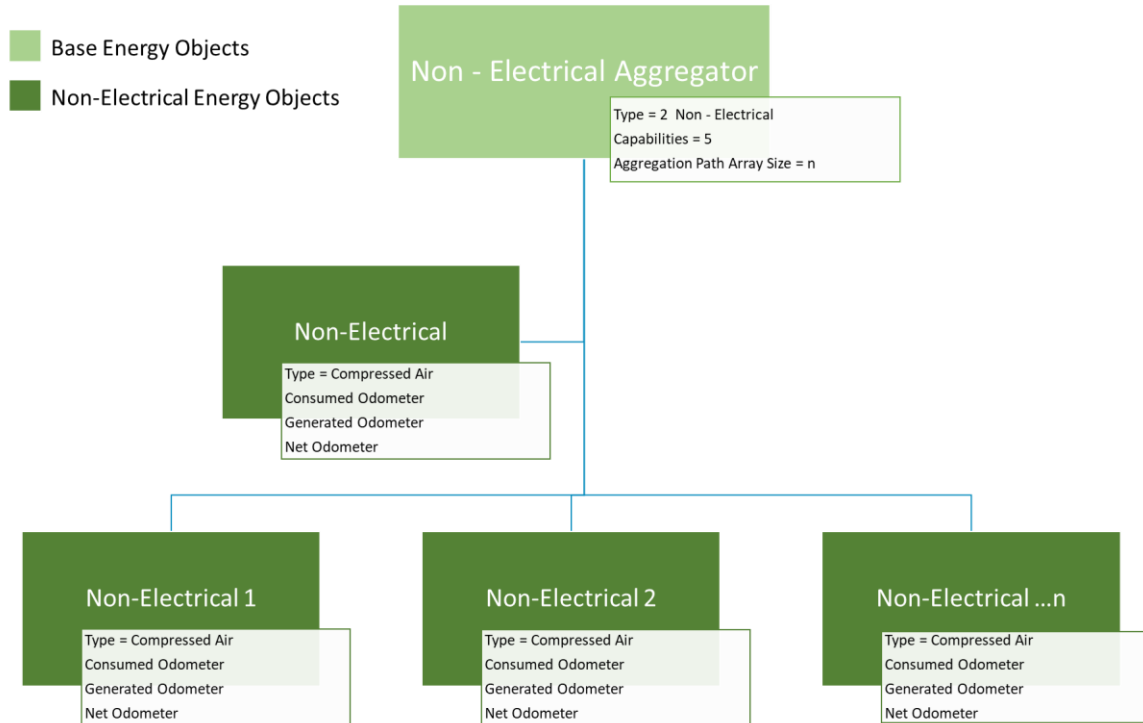 Base Energy Objects
Non-Electrical Energy Objects
Non - Electrical Aggregator
Type = 2 Non - Electrical
Capabilities = 5
Aggregation Path Array Size = n
Non-Electrical
Type = Compressed Air
Consumed Odometer
Generated Odometer
Net Odometer
Non-Electrical 1
Type = Compressed Air
Consumed Odometer
Generated Odometer
Net Odometer
Non-Electrical 2
Type = Compressed Air
Consumed Odometer
Generated Odometer
Net Odometer
Non-Electrical ...n
Type = Compressed Air
Consumed Odometer
Generated Odometer
Net Odometer